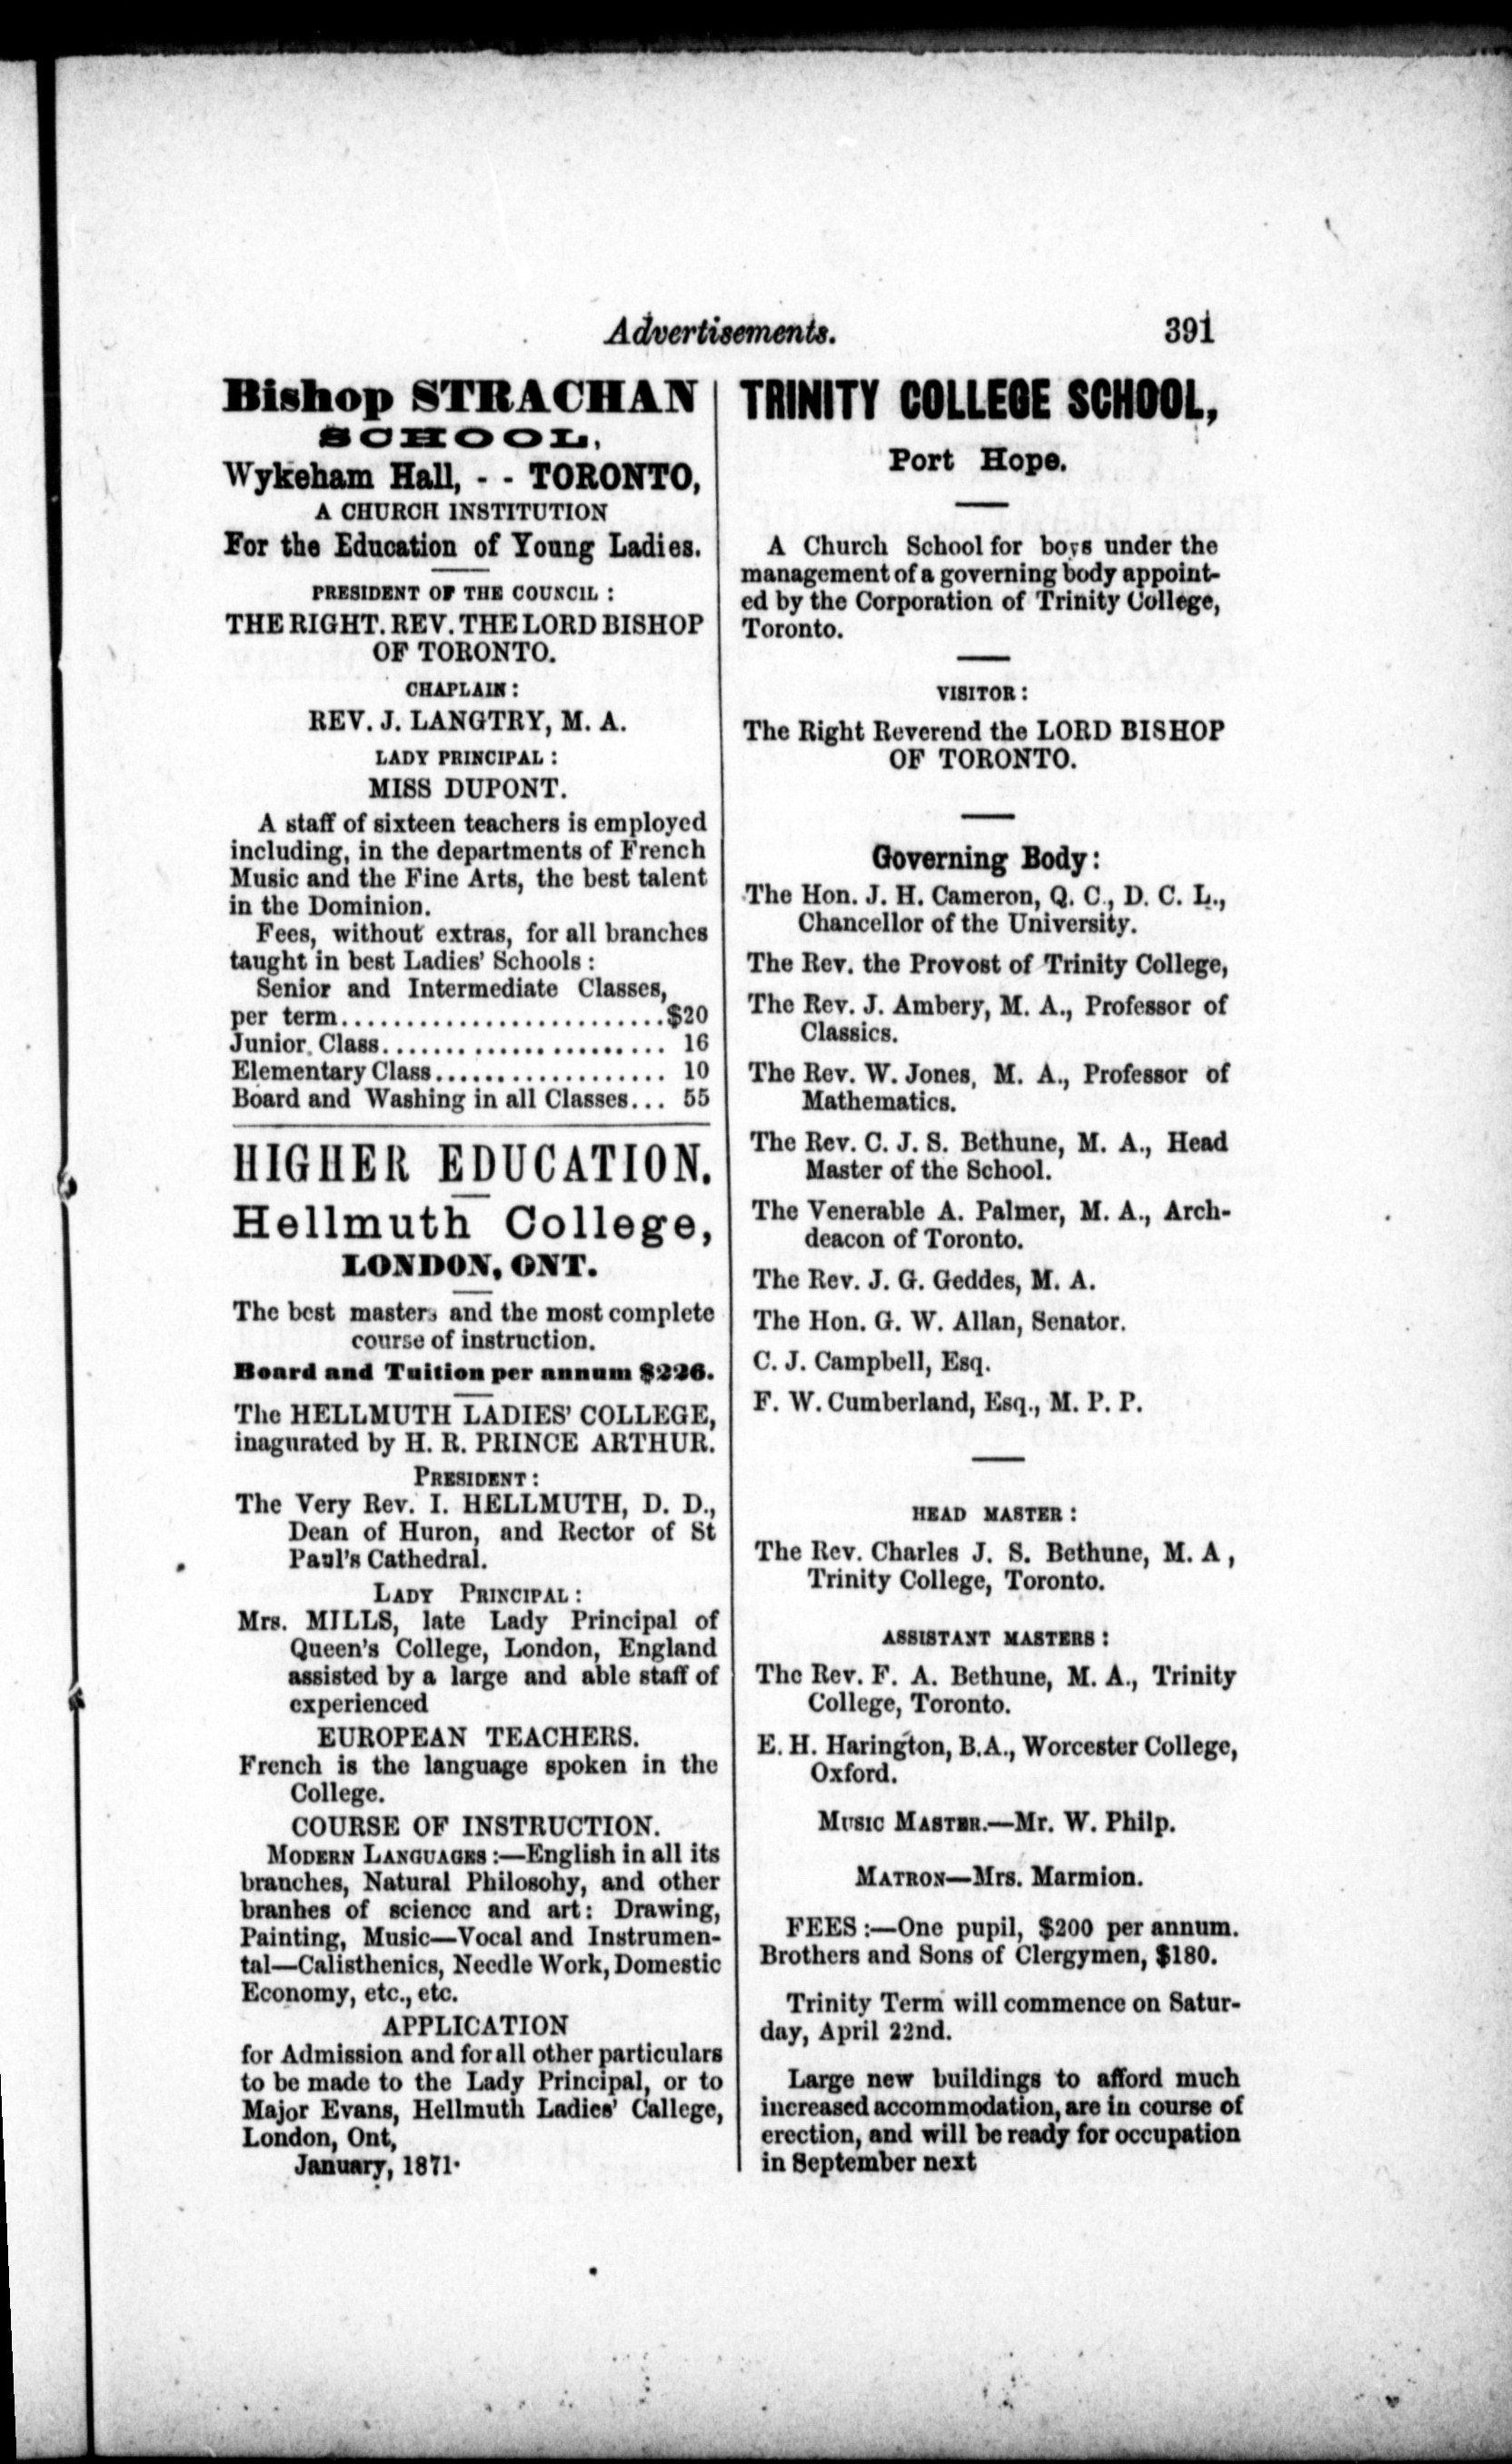 Advertisements. 391
Bishop STRACHAN
SCHOOL,
Wykeham Hall, - - TORONTO,
A CHURCH INSTITUTION
For the Education of Young Ladies.
PRESIDENT OF THE COUNCIL :
THE RIGHT. REV. THE LORD BISHOP
OF TORONTO.
CHAPLAIN :
REV. J. LANGTRY, M. A.
LADY PRINCIPAL :
MISS DUPONT.
A staff of sixteen teachers is employed
including, in the departments of French
Music and the Fine Arts, the best talent
in the Dominion.
Fees, without extras, for all branches
taught in best Ladies' Schools :
Senior and Intermediate Classes,
per term.........................$20
Junior Class...................... 16
Elementary Class.................. 10
Board and Washing in all Classes... 55
HIGHER EDUCATION.
Hellmuth College,
LONDON, ONT.
The best masters and the most complete
course of instruction.
Board and Tuition per annum $226.
The HELLMUTH LADIES' COLLEGE,
inagurated by H. R. PRINCE ARTHUR.
PRESIDENT :
The Very Rev. I. HELLMUTH, D. D.,
Dean of Huron, and Rector of St
Paul's Cathedral.
LADY PRINCIPAL :
Mrs. MILLS, late Lady Principal of
Queen's College, London, England
assisted by a large and able staff of
experienced
EUROPEAN TEACHERS.
French is the language spoken in the
College.
COURSE OF INSTRUCTION.
MODERN LANGUAGES :—English in all its
branches, Natural Philosohy, and other
branhes of science and art: Drawing,
Painting, Music—Vocal and Instrumen-
tal—Calisthenics, Needle Work, Domestic
Economy, etc., etc.
APPLICATION
for Admission and for all other particulars
to be made to the Lady Principal, or to
Major Evans, Hellmuth Ladies' Callege,
London, Ont,
January, 1871·
TRINITY COLLEGE SCHOOL,
Port Hope.
A Church School for boys under the
management of a governing body appoint-
ed by the Corporation of Trinity College,
Toronto.
VISITOR :
The Right Reverend the LORD BISHOP
OF TORONTO.
Governing Body :
The Hon. J. H. Cameron, Q. C., D. C. L.,
Chancellor of the University.
The Rev. the Provost of Trinity College,
The Rev. J. Ambery, M. A., Professor of
Classics.
The Rev. W. Jones, M. A., Professor of
Mathematics.
The Rev. C. J. S. Bethune, M. A., Head
Master of the School.
The Venerable A. Palmer, M. A., Arch-
deacon of Toronto.
The Rev. J. G. Geddes, M. A.
The Hon. G. W. Allan, Senator.
C. J. Campbell, Esq.
F. W. Cumberland, Esq., M. P. P.
HEAD MASTER :
The Rev. Charles J. S. Bethune, M. A ,
Trinity College, Toronto.
ASSISTANT MASTERS :
The Rev. F. A. Bethune, M. A., Trinity
College, Toronto.
E. H. Harington, B.A., Worcester College,
Oxford.
MUSIC MASTER.—Mr. W. Philp.
MATRON—Mrs. Marmion.
FEES :—One pupil, $200 per annum.
Brothers and Sons of Clergymen, $180.
Trinity Term will commence on Satur-
day, April 22nd.
Large new buildings to afford much
increased accommodation, are in course of
erection, and will be ready for occupation
in September next